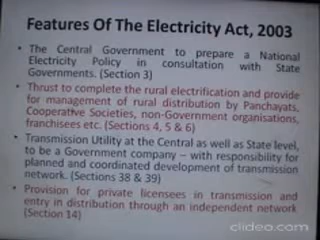 Features Of The Electricity Act, 2003
• The Central Government to prepare a National
Electricity Policy in consultation with State
Governments. (Section 3)
• Thrust to complete the rural electrification and provide
for management of rural distribution by Panchayats,
Cooperative Societies, non-Government organisations,
franchisees etc. (Sections 4, 5 & 6)
• Transmission Utility at the Central as well as State level,
to be a Government company – with responsibility for
planned and coordinated development of transmission
network. (Sections 38 & 39)
• Provision for private licensees in transmission and
entry in distribution through an independent network
(Section 14)
clideo.com